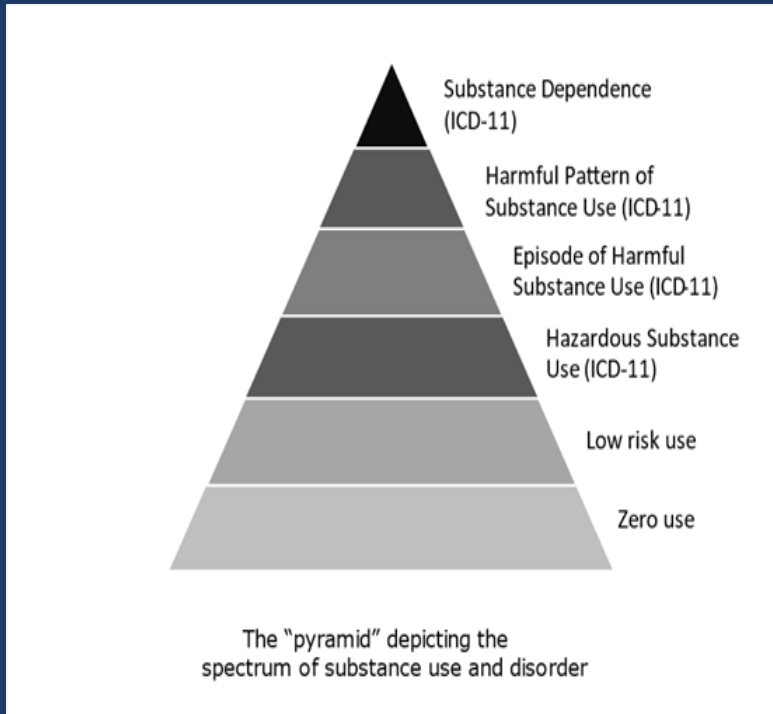 Substance Dependence
(ICD-11)
Harmful Pattern of
Substance Use (ICD-11)
Episode of Harmful
Substance Use (ICD-11)
Hazardous Substance
Use (ICD-11)
Low risk use
Zero use
The “pyramid” depicting the
spectrum of substance use and disorder